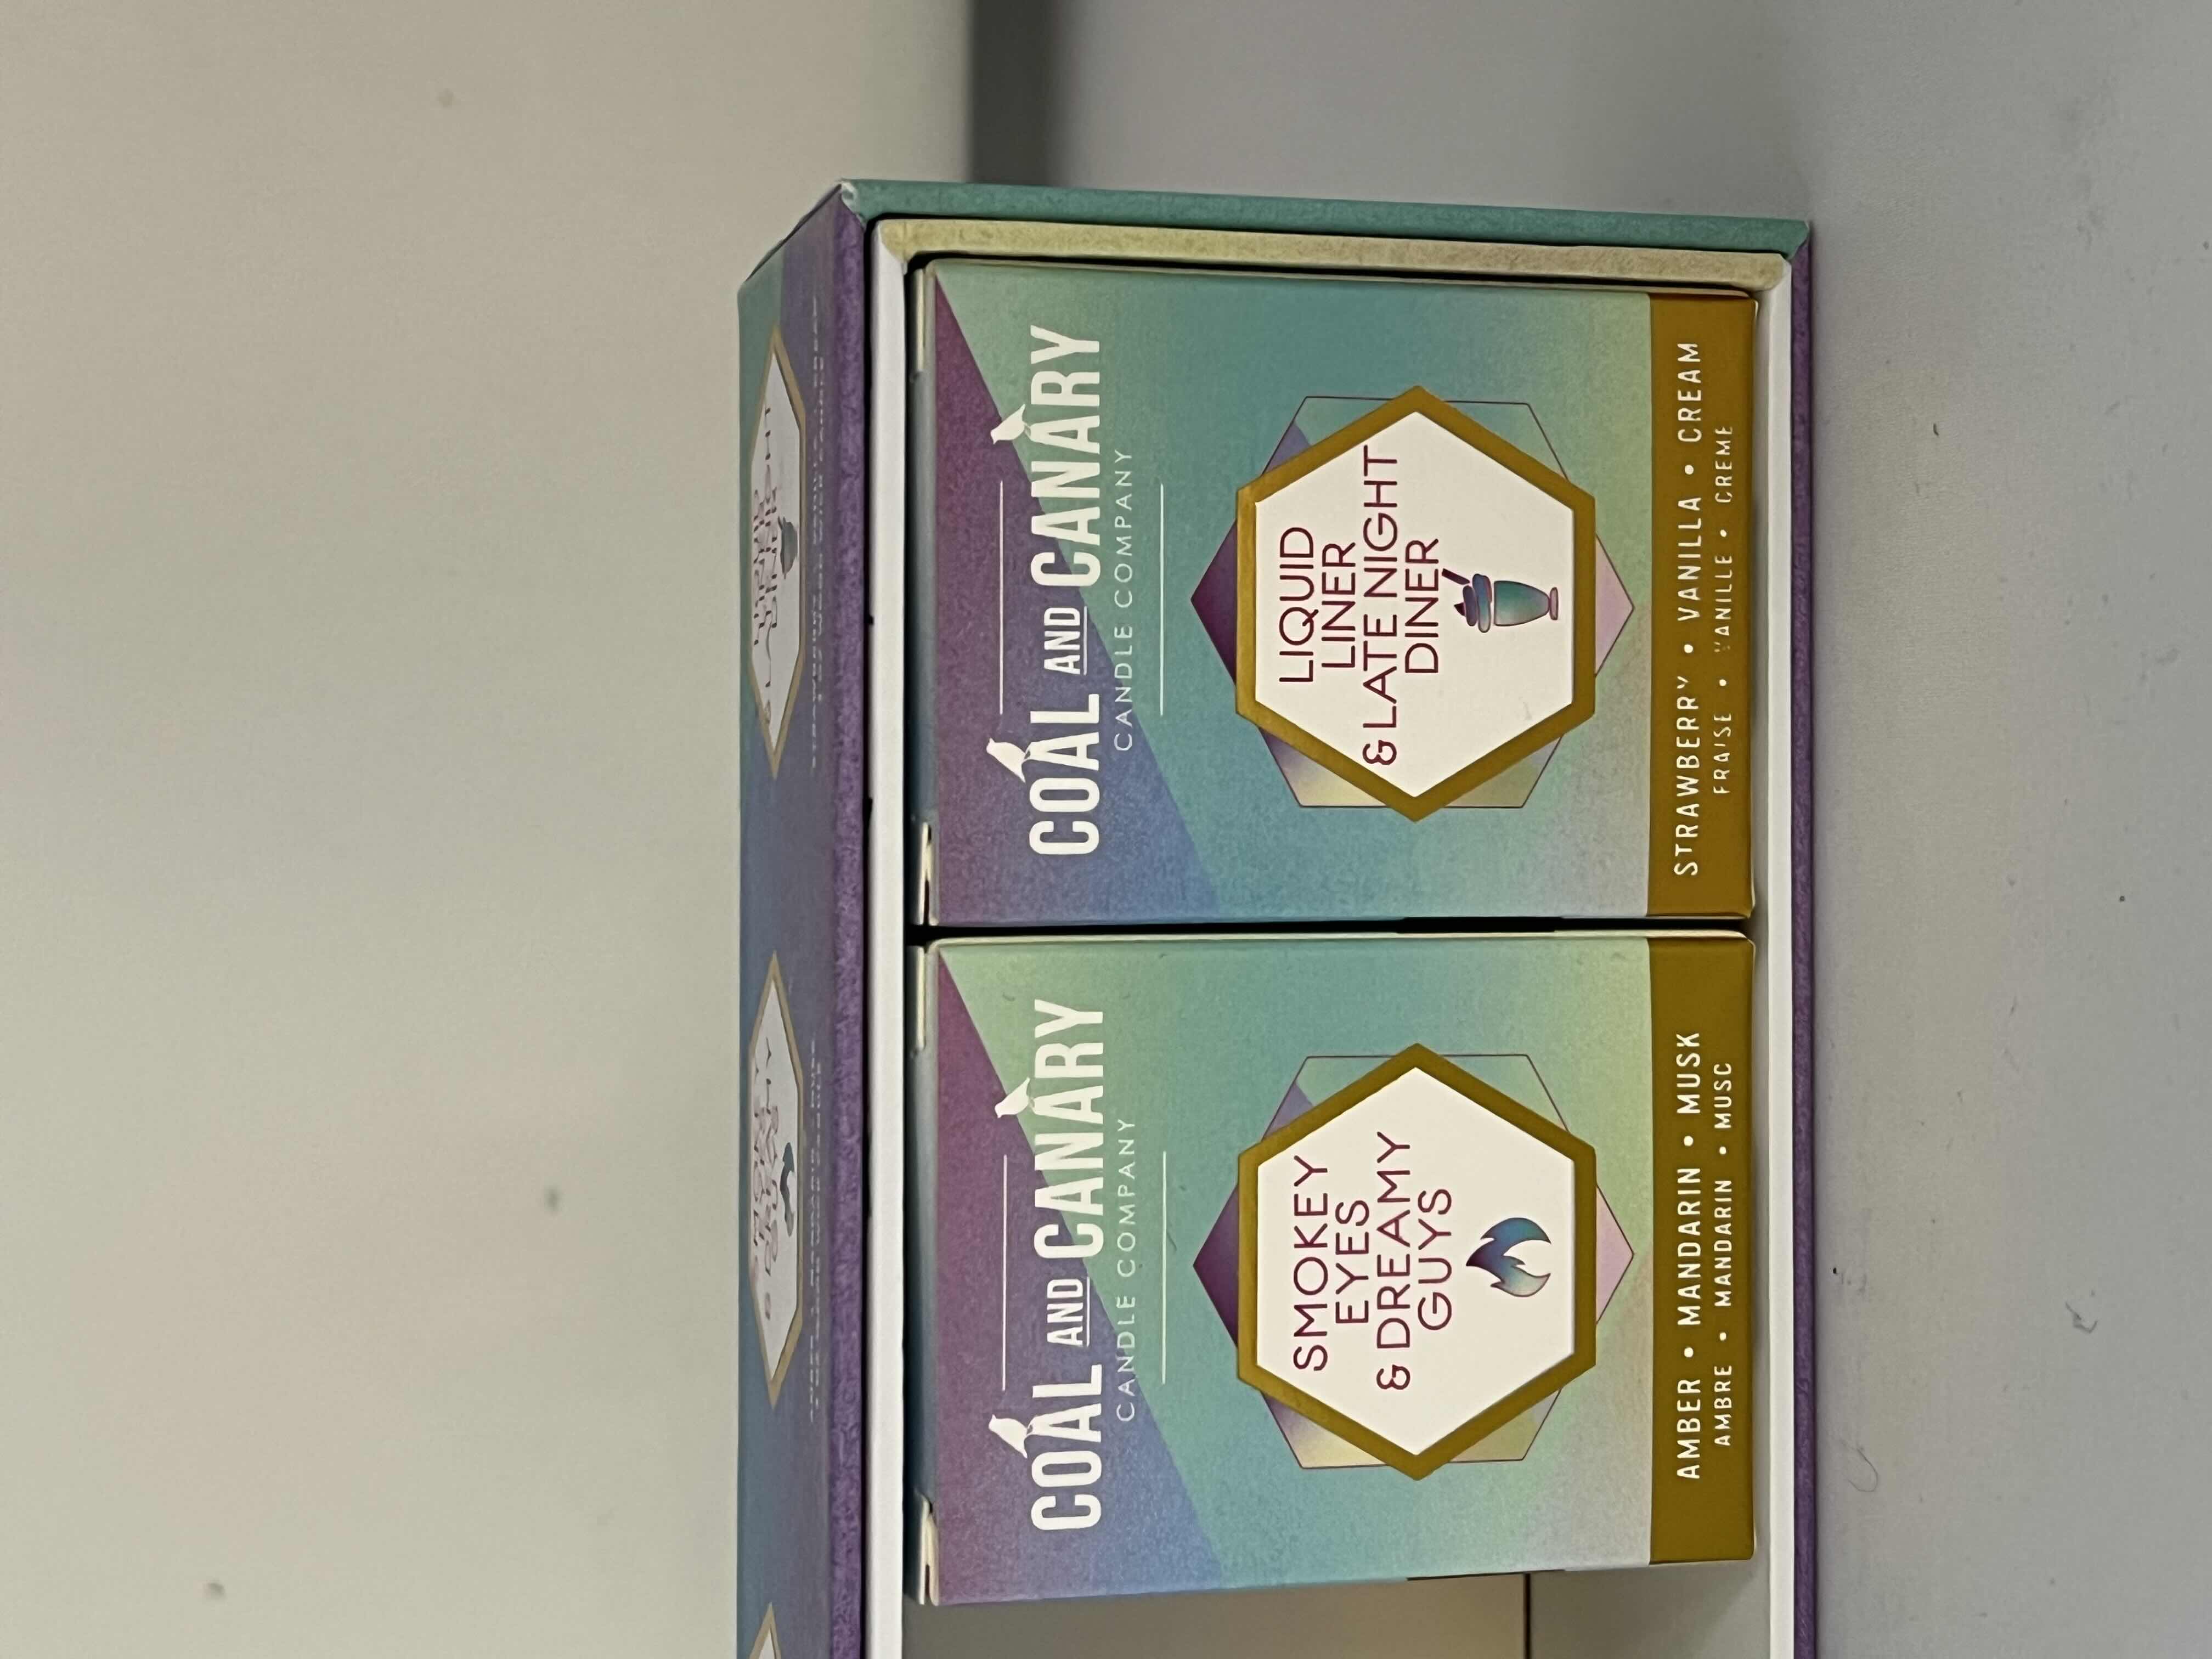 COAL AND CANARY
CANDLE COMPANY
SMOKEY
EYES
& DREAMY
GUYS
AMBER • MANDARIN • MUSK
AMBRE • MANDARIN • MUSC
COAL AND CANARY
CANDLE COMPANY
LIQUID
LINER
& LATE NIGHT
DINER
STRAWBERRY • VANILLA • CREAM
FRAISE • VANILLE • CREME